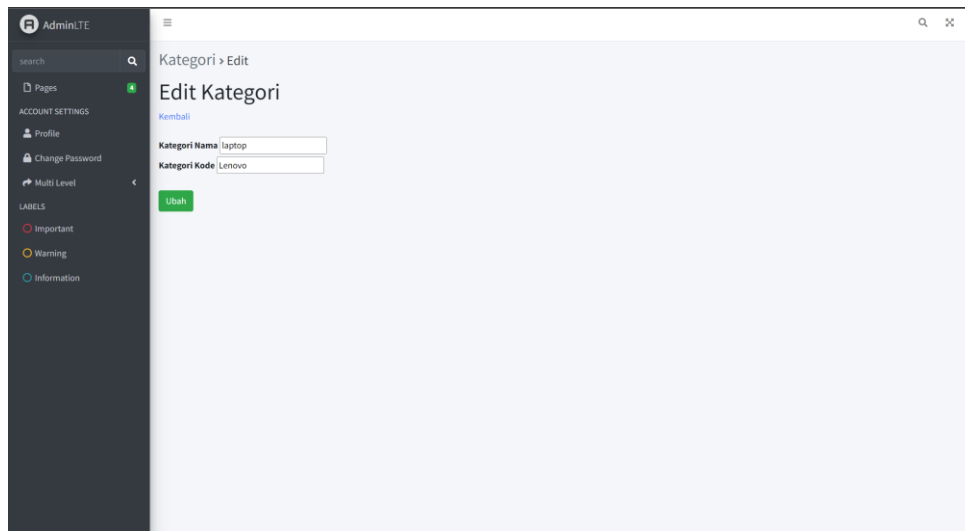 AdminLTE
search
Pages 4
ACCOUNT SETTINGS
Profile
Change Password
Multi Level
LABELS
Important
Warning
Information
Kategori › Edit
Edit Kategori
Kembali
Kategori Nama laptop
Kategori Kode Lenovo
Ubah